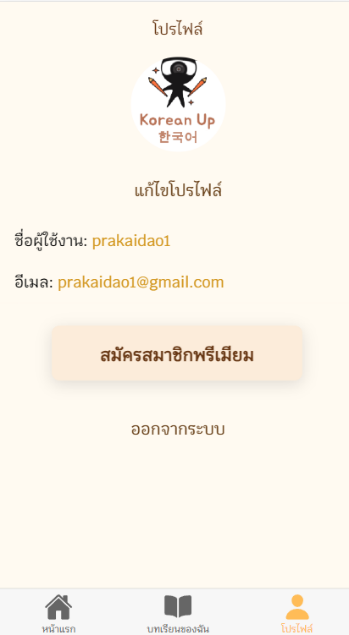 โปรไฟล์
Korean Up
한국어
แก้ไขโปรไฟล์
ชื่อผู้ใช้งาน: prakaidao1
อีเมล: prakaidao1@gmail.com
สมัครสมาชิกพรีเมียม
ออกจากระบบ
หน้าแรก บทเรียนของฉัน โปรไฟล์